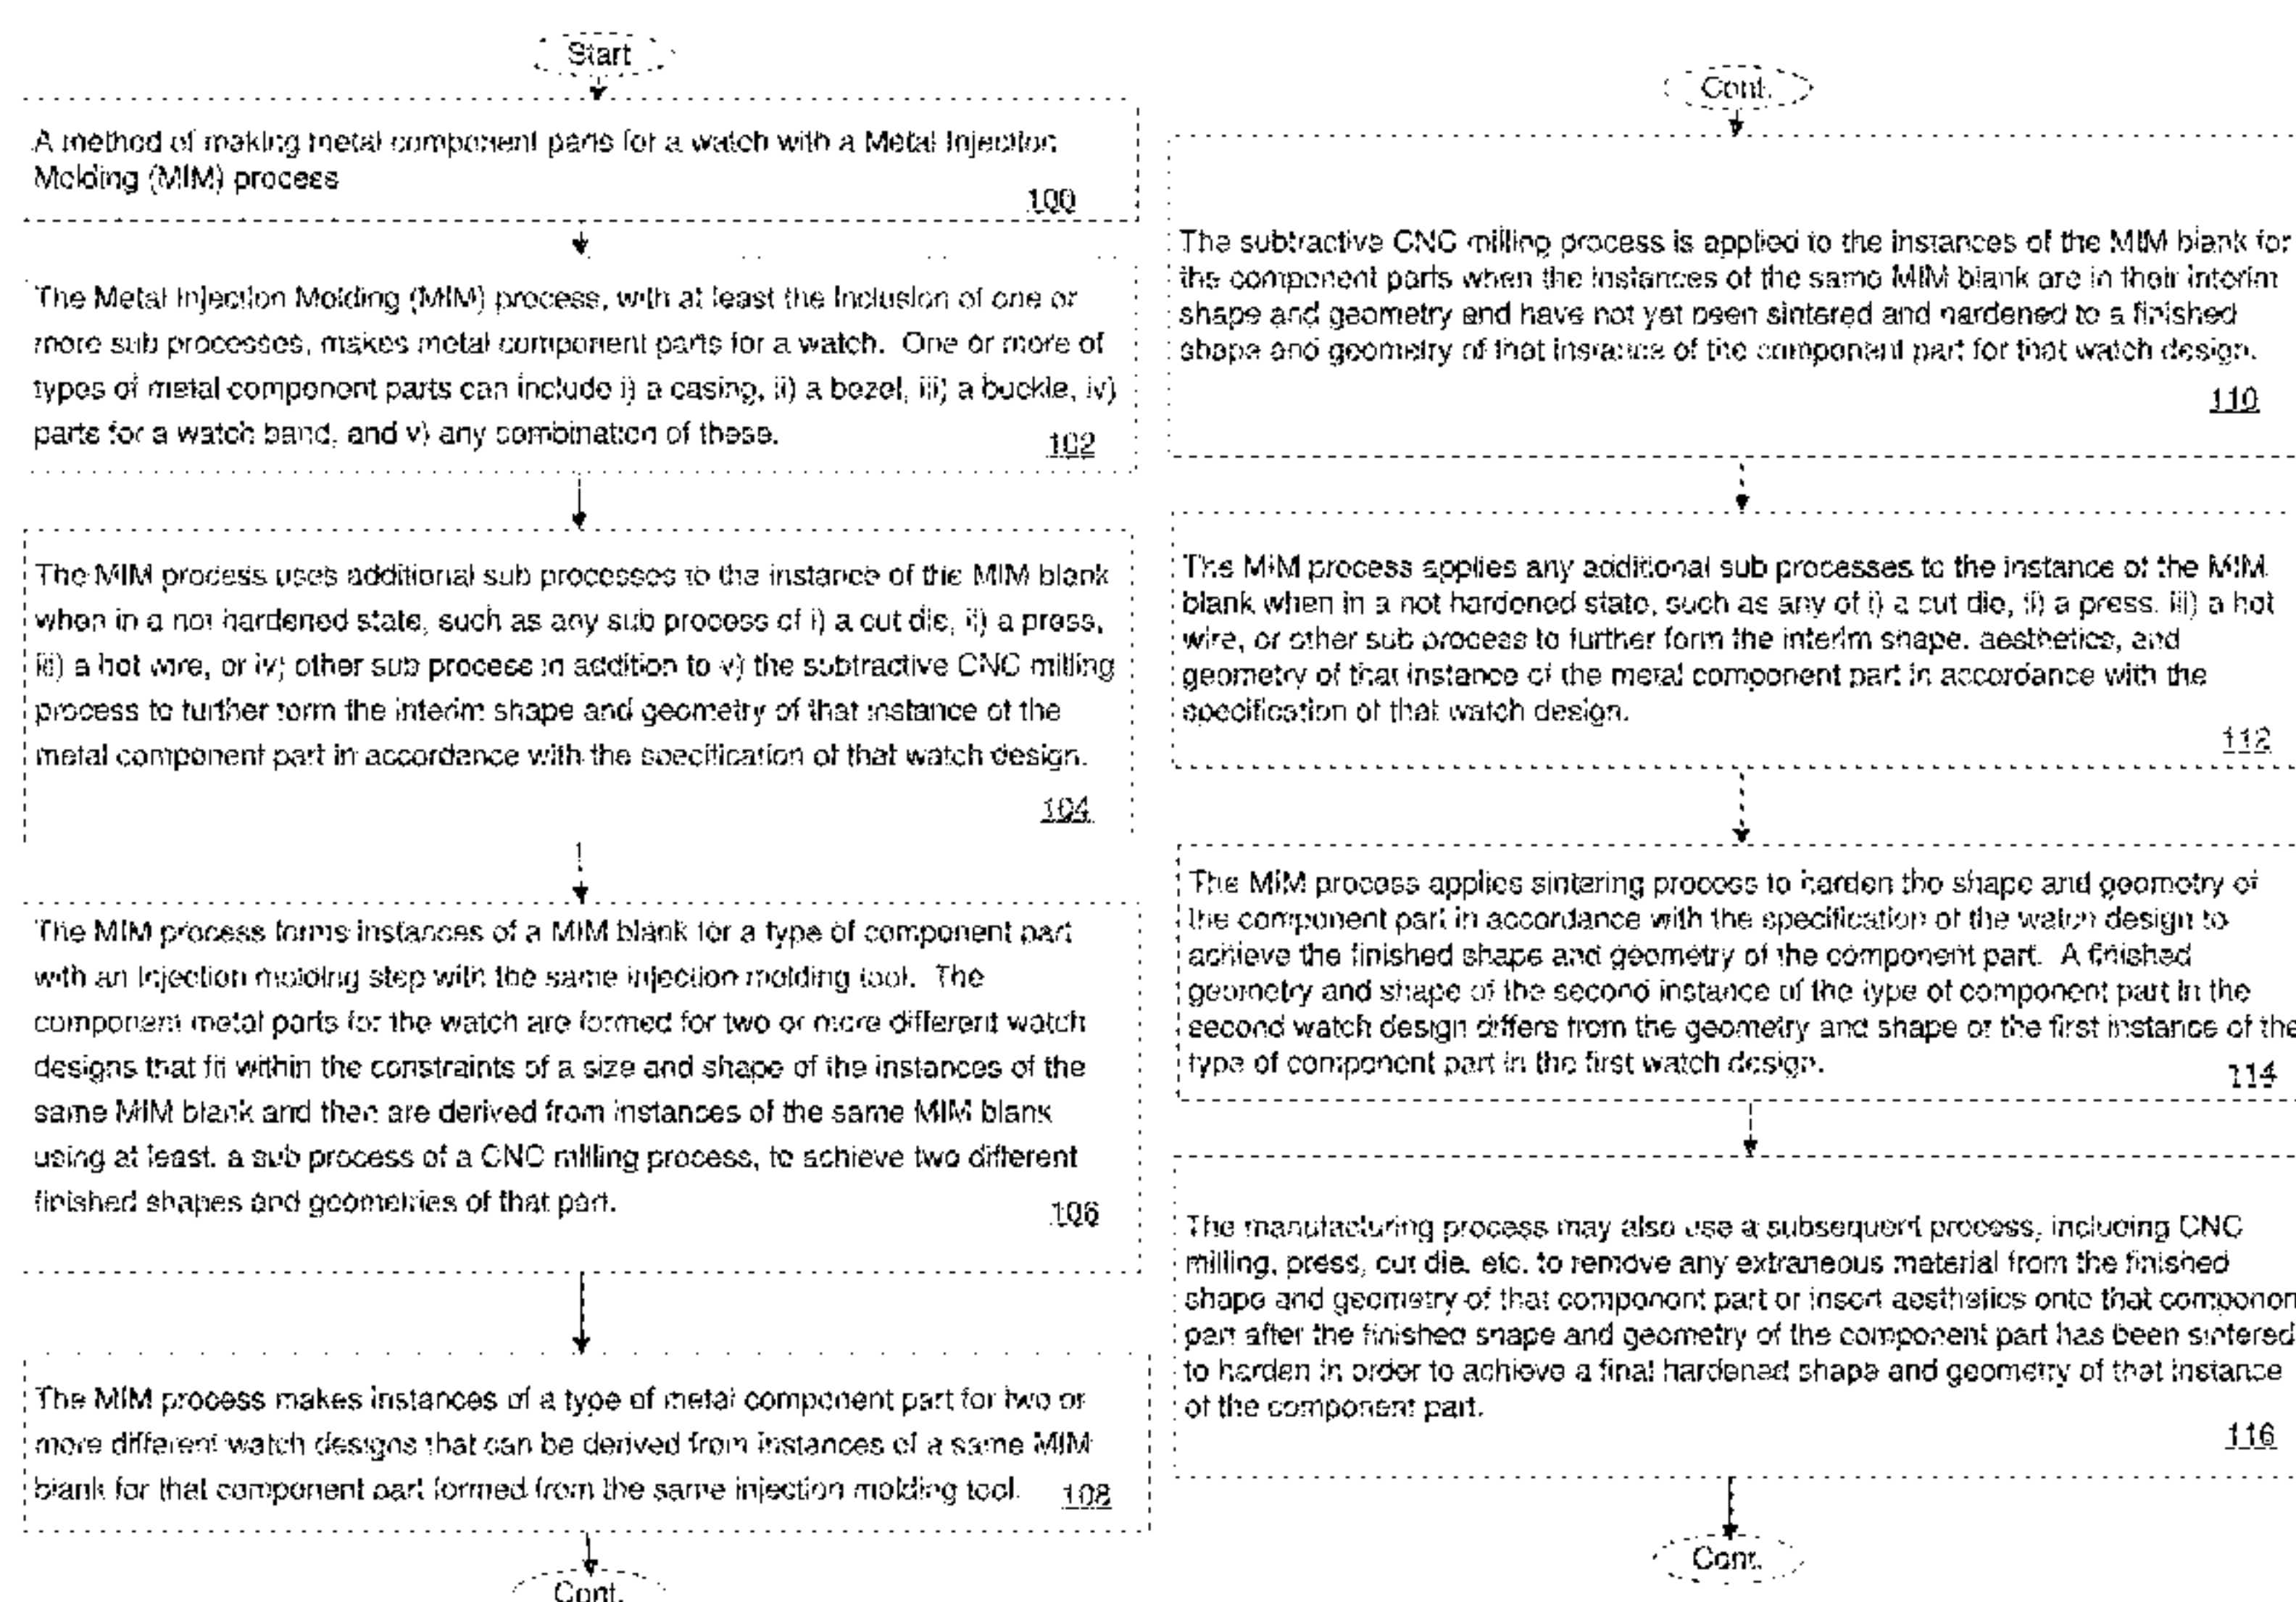 Start
A method of making metal component parts for a watch with a Metal Injection
Molding (MIM) process
100
The Metal Injection Molding (MIM) process, with at least the inclusion of one or
more sub processes, makes metal component parts for a watch. One or more of
types of metal component parts can include i) a casing, ii) a bezel, iii) a buckle, iv)
parts for a watch band, and v) any combination of these.
102
The MIM process uses additional sub processes to the instance of the MIM blank
when in a not hardened state, such as any sub process of i) a cut die, ii) a press,
iii) a hot wire, or iv) other sub process in addition to v) the subtractive CNC milling
process to further form the interim shape and geometry of that instance of the
metal component part in accordance with the specification of that watch design.
104
The MIM process forms instances of a MIM blank for a type of component part
with an injection molding step with the same injection molding tool. The
component metal parts for the watch are formed for two or more different watch
designs that fit within the constraints of a size and shape of the instances of the
same MIM blank and then are derived from instances of the same MIM blank
using at least, a sub process of a CNC milling process, to achieve two different
finished shapes and geometries of that part.
106
The MIM process makes instances of a type of metal component part for two or
more different watch designs that can be derived from instances of a same MIM
blank for that component part formed from the same injection molding tool.
108
Cont.
Cont.
The subtractive CNC milling process is applied to the instances of the MIM blank for
the component parts when the instances of the same MIM blank are in their interim
shape and geometry and have not yet been sintered and hardened to a finished
shape and geometry of that instance of the component part for that watch design.
110
The MIM process applies any additional sub processes to the instance of the MIM
blank when in a not hardened state, such as any of i) a cut die, ii) a press, iii) a hot
wire, or other sub process to further form the interim shape, aesthetics, and
geometry of that instance of the metal component part in accordance with the
specification of that watch design.
112
The MIM process applies sintering process to harden the shape and geometry of
the component part in accordance with the specification of the watch design to
achieve the finished shape and geometry of the component part. A finished
geometry and shape of the second instance of the type of component part in the
second watch design differs from the geometry and shape of the first instance of the
type of component part in the first watch design.
114
The manufacturing process may also use a subsequent process, including CNC
milling, press, cut die, etc. to remove any extraneous material from the finished
shape and geometry of that component part or insert aesthetics onto that componen
part after the finished shape and geometry of the component part has been sintered
to harden in order to achieve a final hardened shape and geometry of that instance
of the component part.
116
Cont.